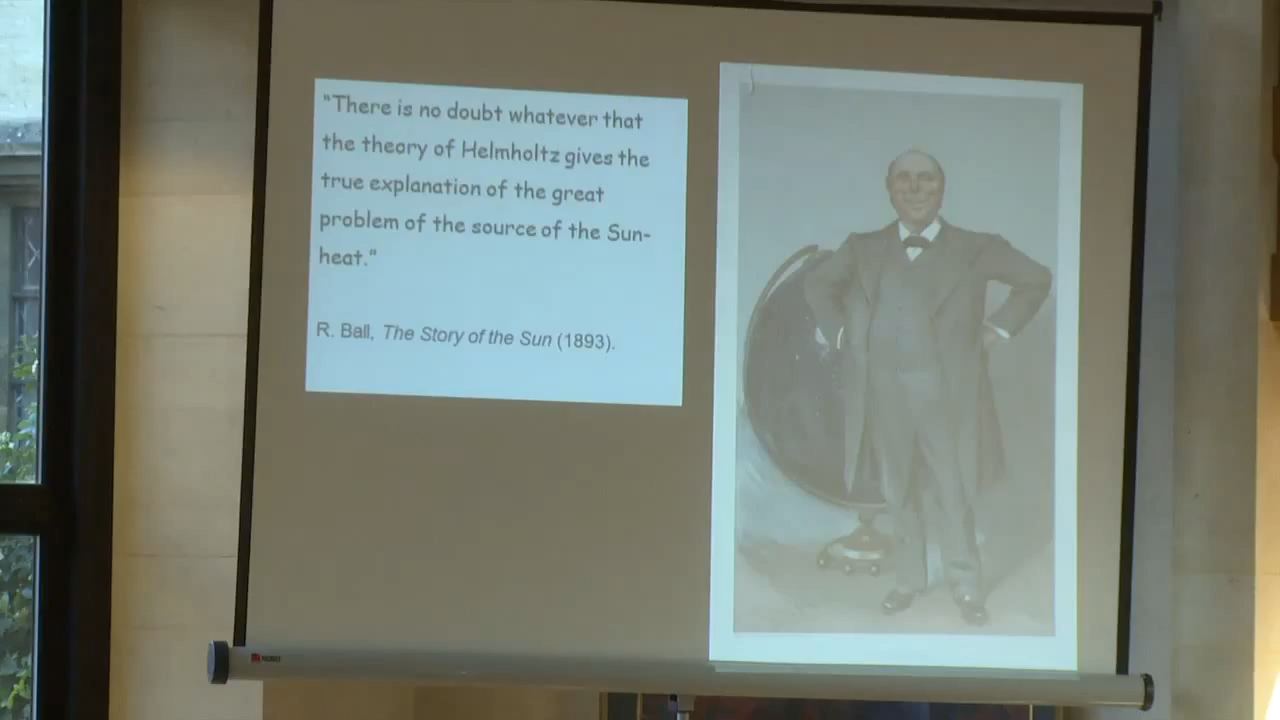 "There is no doubt whatever that
the theory of Helmholtz gives the
true explanation of the great
problem of the source of the Sun-
heat."
R. Ball, The Story of the Sun (1893).